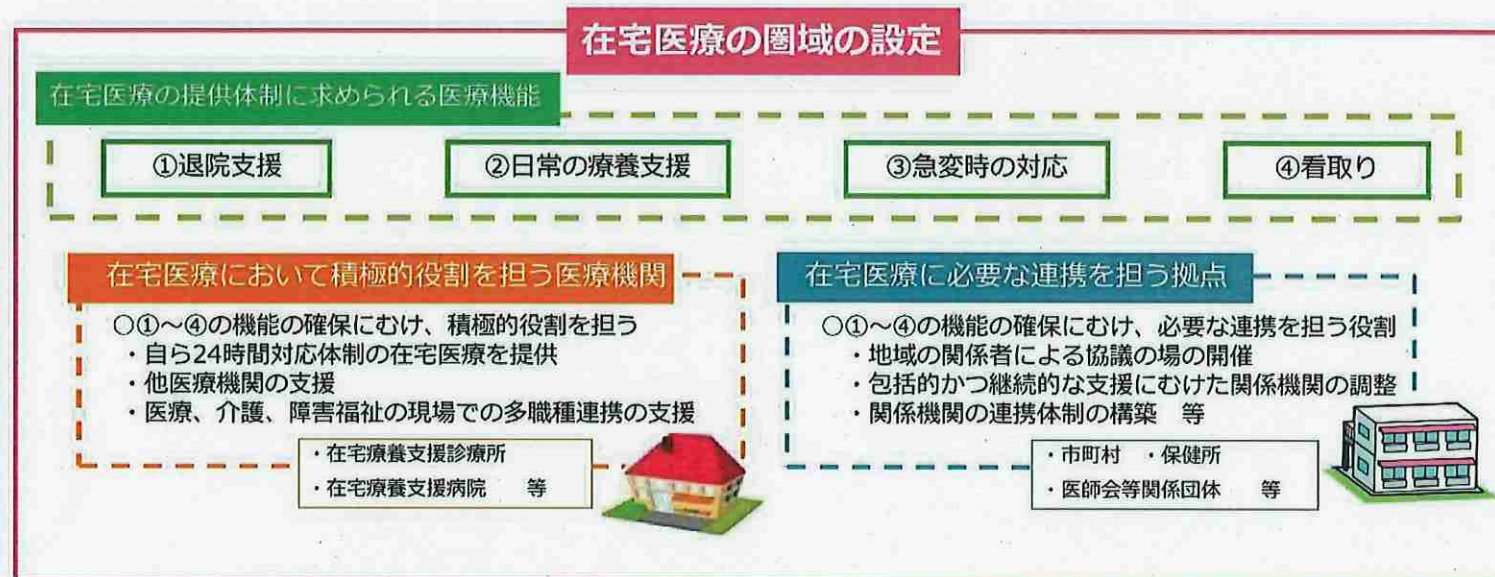 在宅医療の圏域の設定
在宅医療の提供体制に求められる医療機能
①退院支援
②日常の療養支援
③急変時の対応
④看取り
在宅医療において積極的役割を担う医療機関
○①～④の機能の確保にむけ、積極的役割を担う
・自ら24時間対応体制の在宅医療を提供
・他医療機関の支援
・医療、介護、障害福祉の現場での多職種連携の支援
・在宅療養支援診療所
・在宅療養支援病院　等
在宅医療に必要な連携を担う拠点
○①～④の機能の確保にむけ、必要な連携を担う役割
・地域の関係者による協議の場の開催
・包括的かつ継続的な支援にむけた関係機関の調整
・関係機関の連携体制の構築　等
・市町村　・保健所
・医師会等関係団体　等